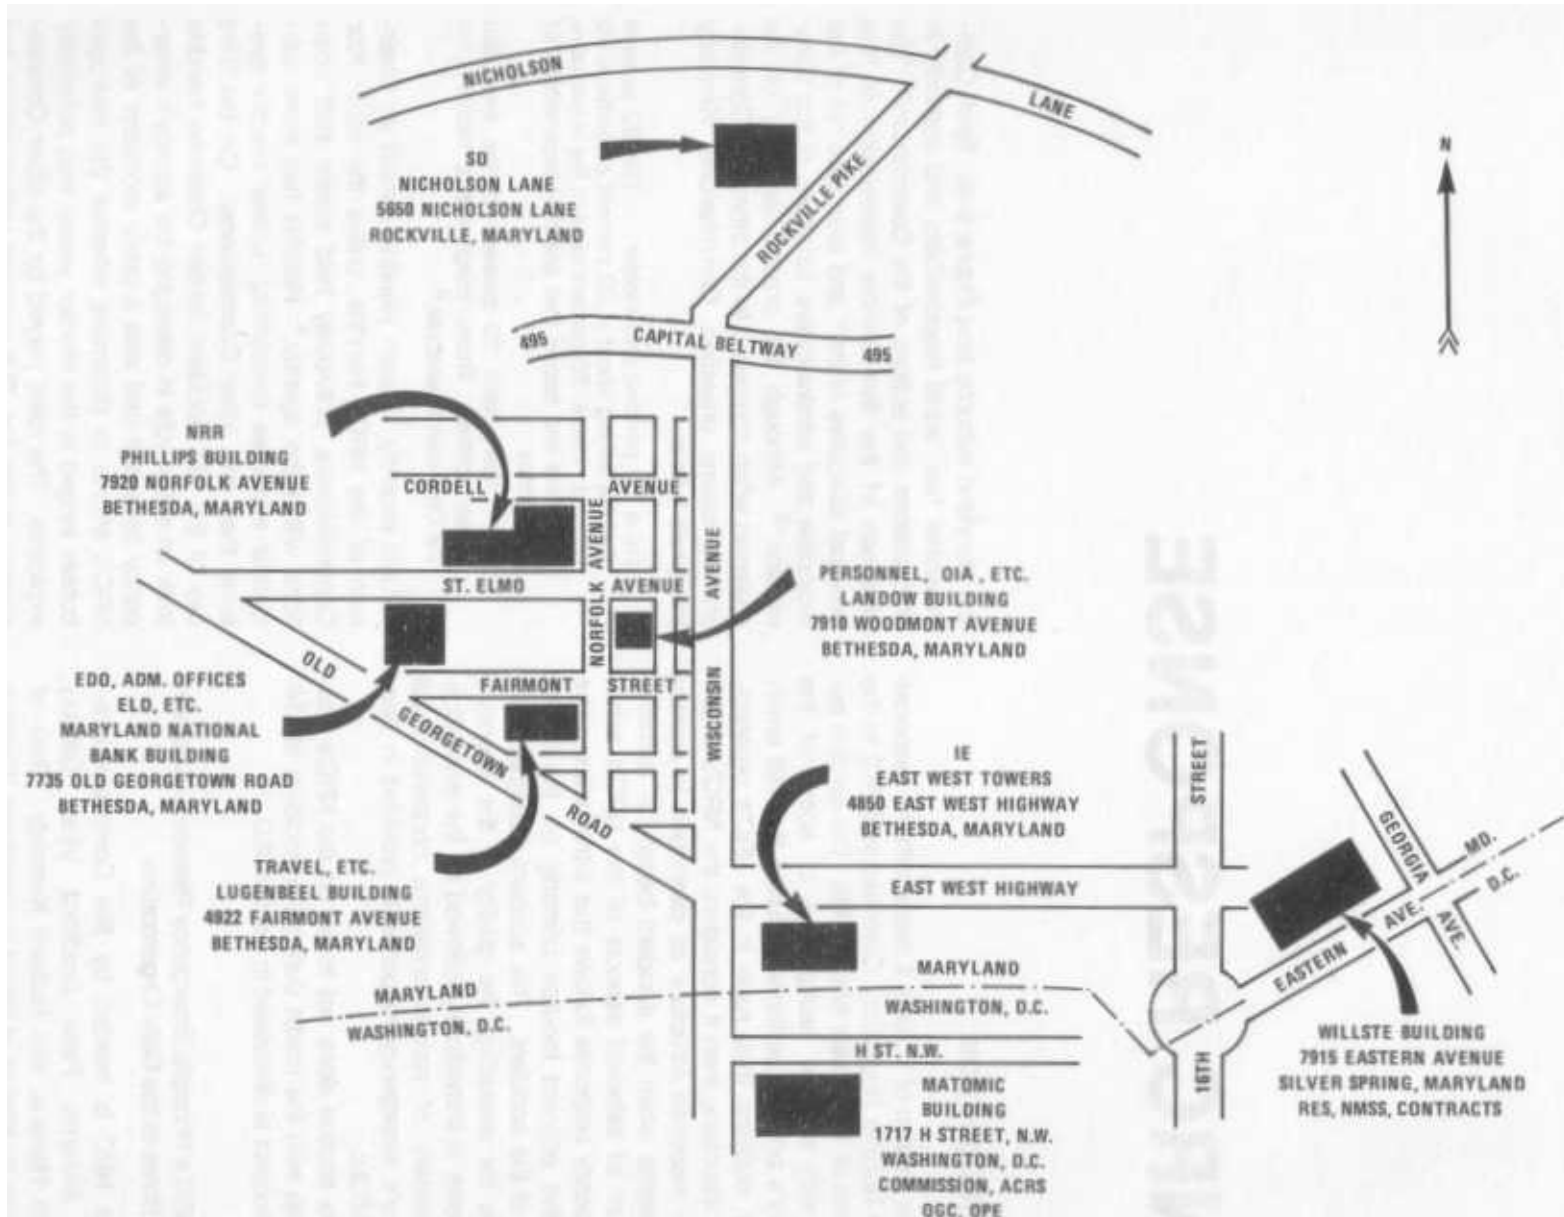 NICHOLSON
LANE
N
SD
NICHOLSON LANE
5650 NICHOLSON LANE
ROCKVILLE, MARYLAND
ROCKVILLE PIKE
495
CAPITAL BELTWAY
495
NRR
PHILLIPS BUILDING
7920 NORFOLK AVENUE
BETHESDA, MARYLAND
CORDELL
AVENUE
NORFOLK AVENUE
WISCONSIN AVENUE
ST. ELMO
AVENUE
PERSONNEL, OIA, ETC.
LANDOW BUILDING
7910 WOODMONT AVENUE
BETHESDA, MARYLAND
OLD
GEORGETOWN
ROAD
FAIRMONT
STREET
EDO, ADM. OFFICES
ELD, ETC.
MARYLAND NATIONAL
BANK BUILDING
7735 OLD GEORGETOWN ROAD
BETHESDA, MARYLAND
IE
EAST WEST TOWERS
4850 EAST WEST HIGHWAY
BETHESDA, MARYLAND
16TH
STREET
GEORGIA
AVE.
MD.
D.C.
TRAVEL, ETC.
LUGENBEEL BUILDING
4922 FAIRMONT AVENUE
BETHESDA, MARYLAND
EAST WEST HIGHWAY
EASTERN
AVE.
MARYLAND
WASHINGTON, D.C.
MARYLAND
WASHINGTON, D.C.
H ST. N.W.
MATOMIC
BUILDING
1717 H STREET, N.W.
WASHINGTON, D.C.
COMMISSION, ACRS
OGC, OPE
WILLSTE BUILDING
7915 EASTERN AVENUE
SILVER SPRING, MARYLAND
RES, NMSS, CONTRACTS